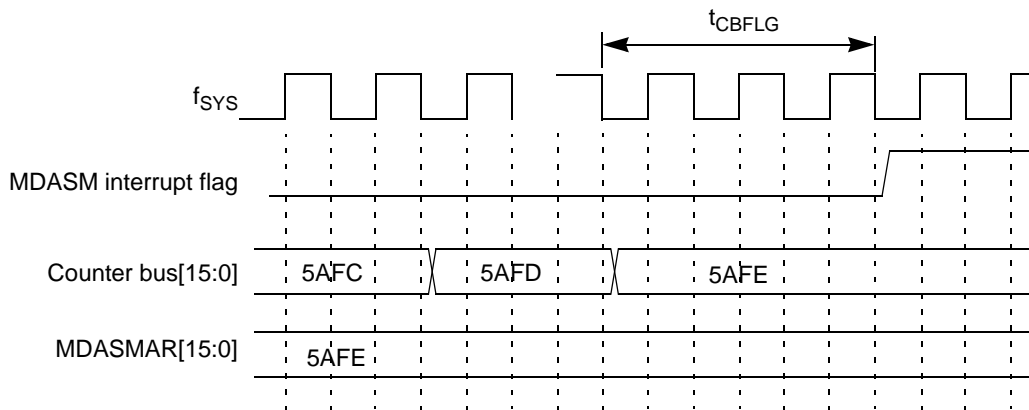 tCBFLG
fSYS
MDASM interrupt flag
Counter bus[15:0]
5AFC
5AFD
5AFE
MDASMAR[15:0]
5AFE